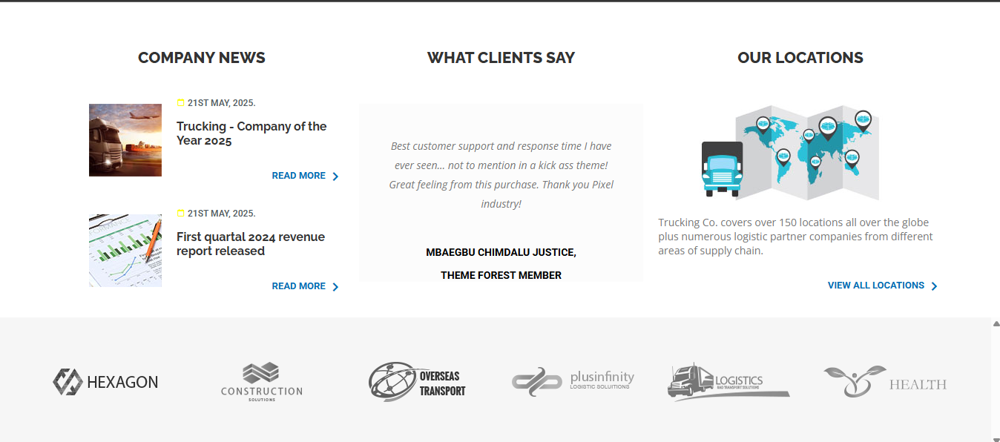 COMPANY NEWS
21ST MAY, 2025.
Trucking - Company of the
Year 2025
READ MORE
21ST MAY, 2025.
First quartal 2024 revenue
report released
READ MORE
WHAT CLIENTS SAY
Best customer support and response time I have
ever seen... not to mention in a kick ass theme!
Great feeling from this purchase. Thank you Pixel
industry!
MBAEGBU CHIMDALU JUSTICE,
THEME FOREST MEMBER
OUR LOCATIONS
Trucking Co. covers over 150 locations all over the globe
plus numerous logistic partner companies from different
areas of supply chain.
VIEW ALL LOCATIONS
HEXAGON
CONSTRUCTION
SOLUTIONS
OVERSEAS
TRANSPORT
plusinfinity
LOGISTIC SOLUTIONS
LOGISTICS
HEALTH